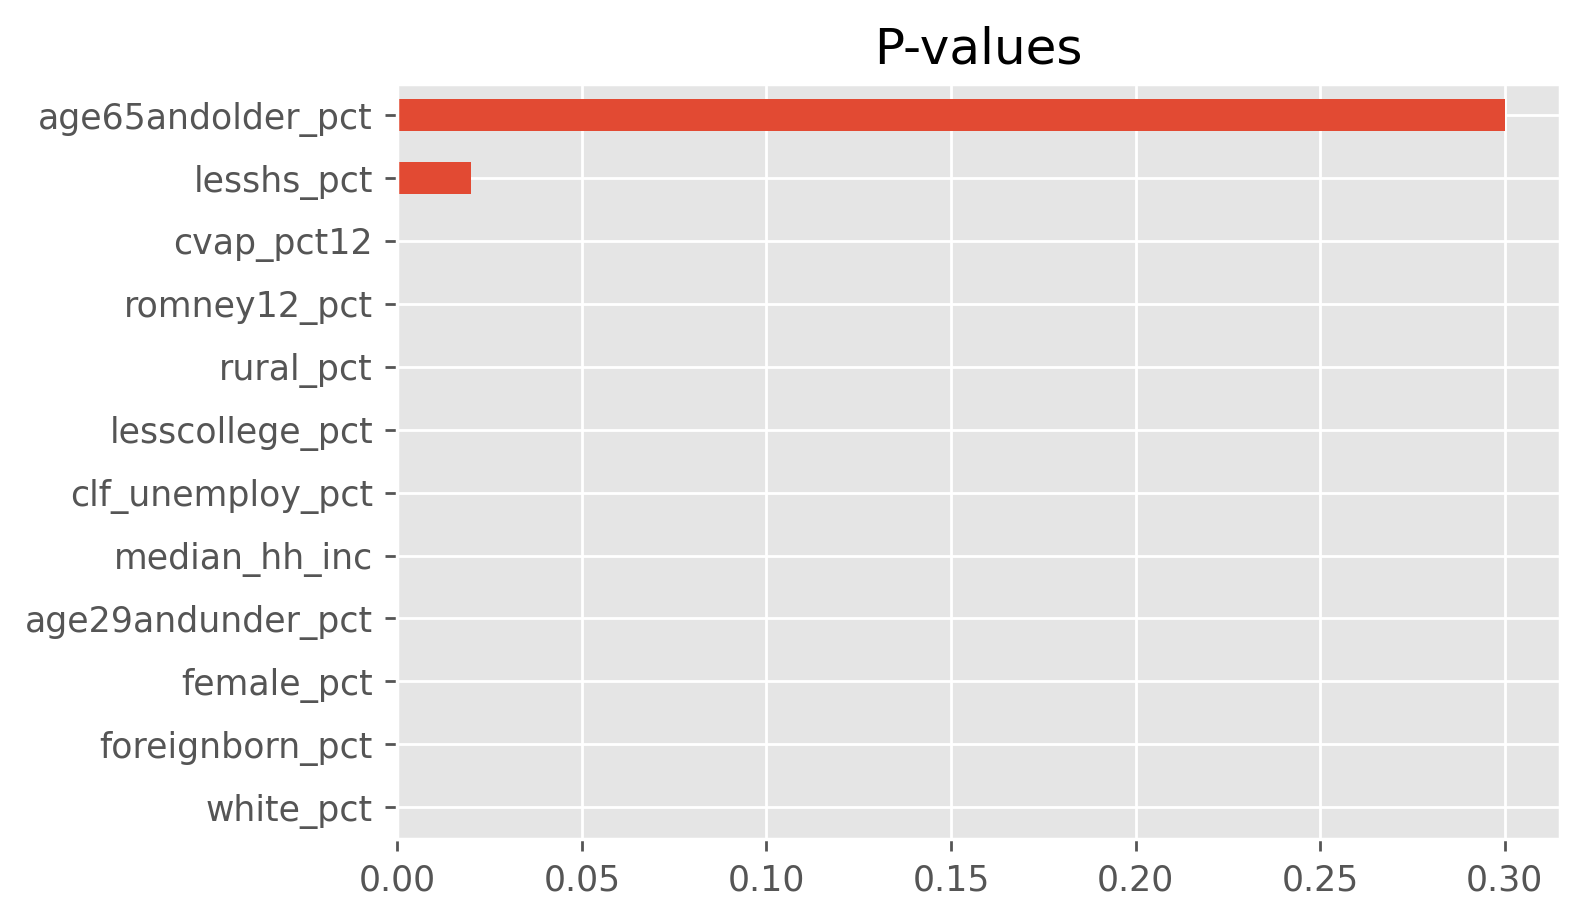 P-values
age65andolder_pct
lesshs_pct
cvap_pct12
romney12_pct
rural_pct
lesscollege_pct
clf_unemploy_pct
median_hh_inc
age29andunder_pct
female_pct
foreignborn_pct
white_pct
0.00 0.05 0.10 0.15 0.20 0.25 0.30